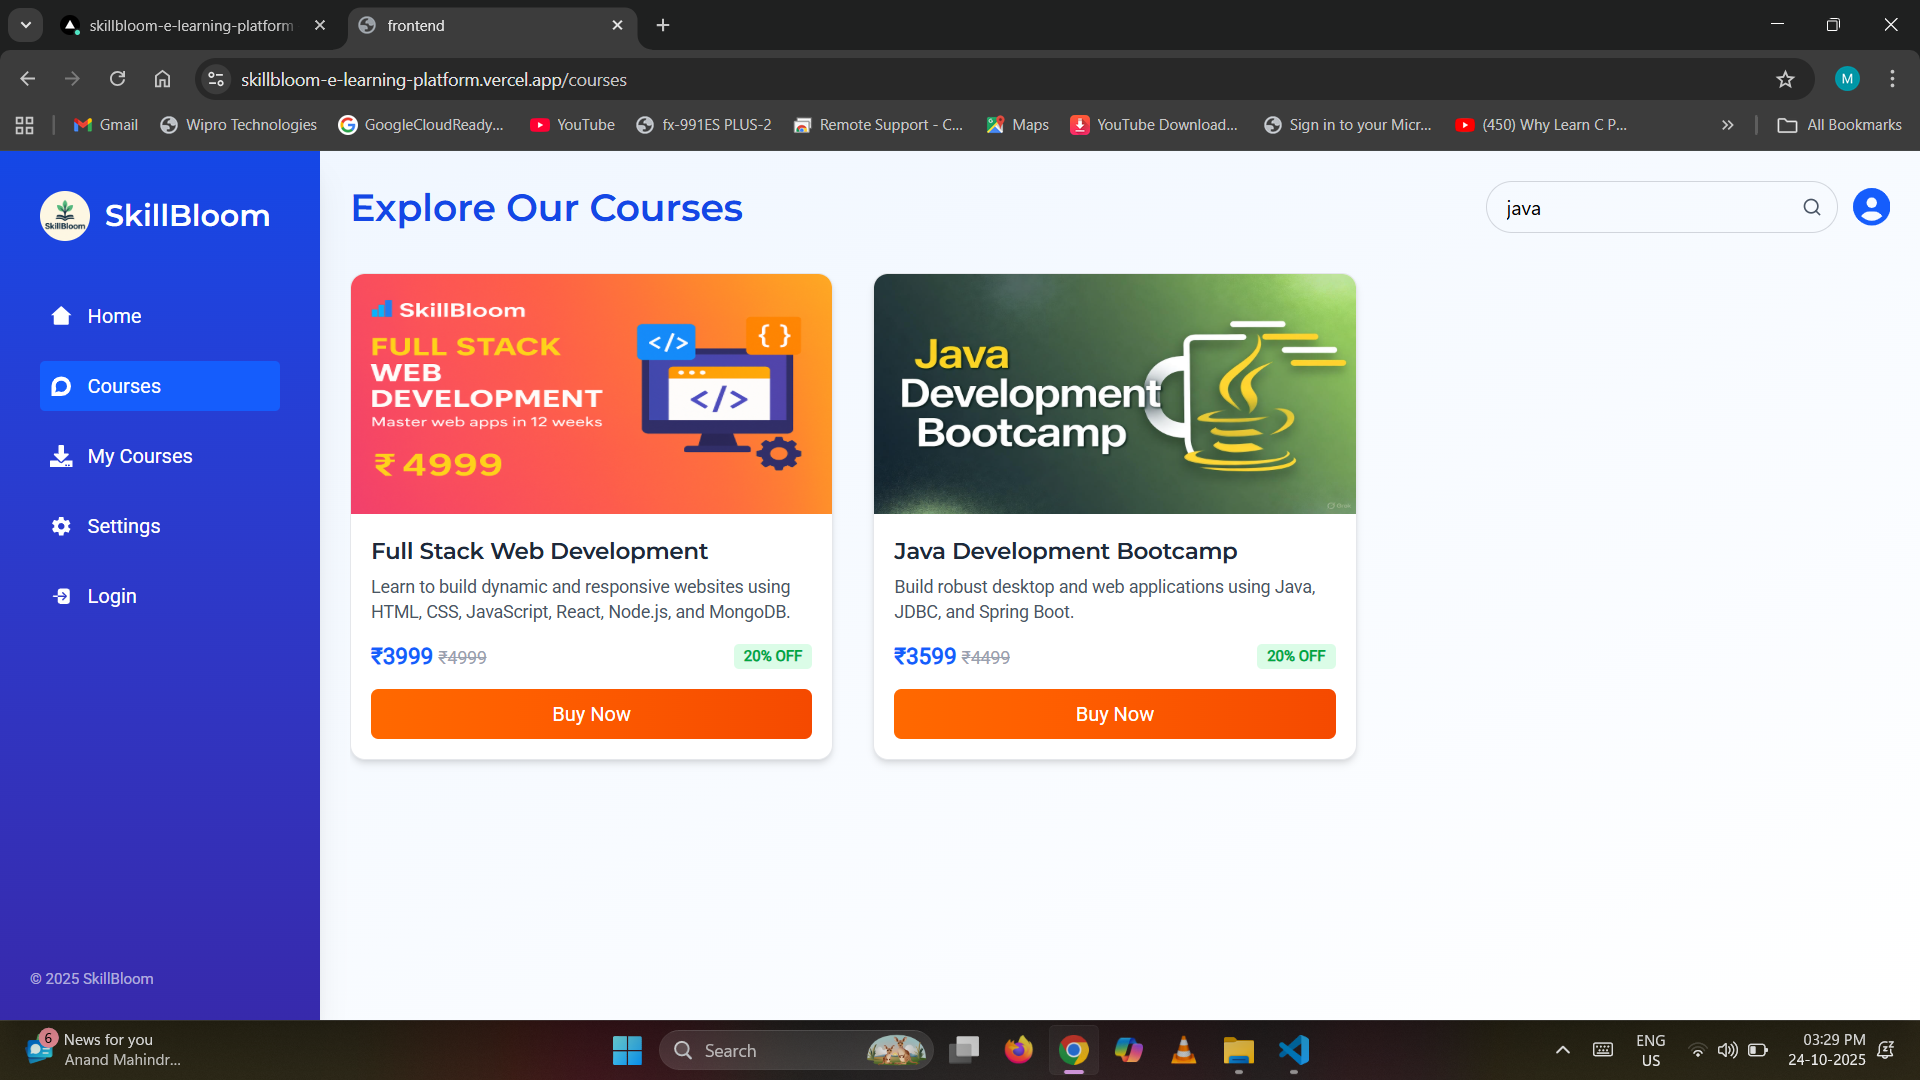 skillbloom-e-learning-platform
frontend
skillbloom-e-learning-platform.vercel.app/courses
M
Gmail
Wipro Technologies
GoogleCloudReady...
YouTube
fx-991ES PLUS-2
Remote Support - C...
Maps
YouTube Download...
Sign in to your Micr...
(450) Why Learn C P...
All Bookmarks
SkillBloom
SkillBloom
Home
Courses
My Courses
Settings
Login
© 2025 SkillBloom
Explore Our Courses
java
SkillBloom
FULL STACK
WEB
DEVELOPMENT
Master web apps in 12 weeks
₹ 4999
</>
{ }
</>
Full Stack Web Development
Learn to build dynamic and responsive websites using
HTML, CSS, JavaScript, React, Node.js, and MongoDB.
₹3999 ₹4999
20% OFF
Buy Now
Java
Development
Bootcamp
Java Development Bootcamp
Build robust desktop and web applications using Java,
JDBC, and Spring Boot.
₹3599 ₹4499
20% OFF
Buy Now
6
News for you
Anand Mahindr...
Search
ENG
US
03:29 PM
24-10-2025